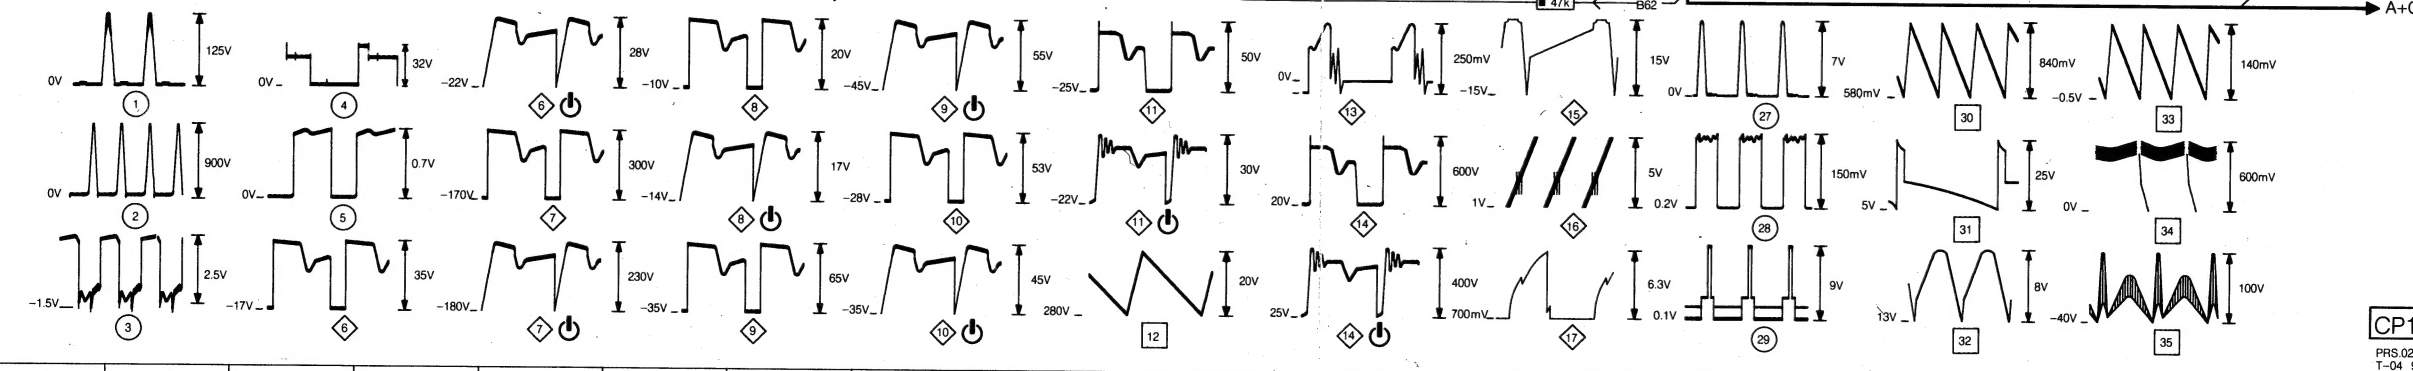 47k B62 A+C
125V 28V 20V 55V 50V 250mV 15V 7V 840mV 140mV
32V
0V 0V -22V -10V -45V -25V 0V -15V 0V 580mV -0.5V
1 4 6 8 9 11 13 15 27 30 33
900V 0.7V 300V 17V 53V 30V 600V 5V 150mV 25V 600mV
0V 0V -170V -14V -28V -22V 20V 1V 0.2V 5V 0V
2 5 7 8 10 11 14 16 28 31 34
2.5V 35V 230V 65V 45V 20V 400V 6.3V 9V 8V 100V
-1.5V -17V -180V -35V -35V 280V 25V 700mV 0.1V 13V -40V
3 6 7 9 10 12 14 17 29 32 35
CP1
PRS.02
T-04 9